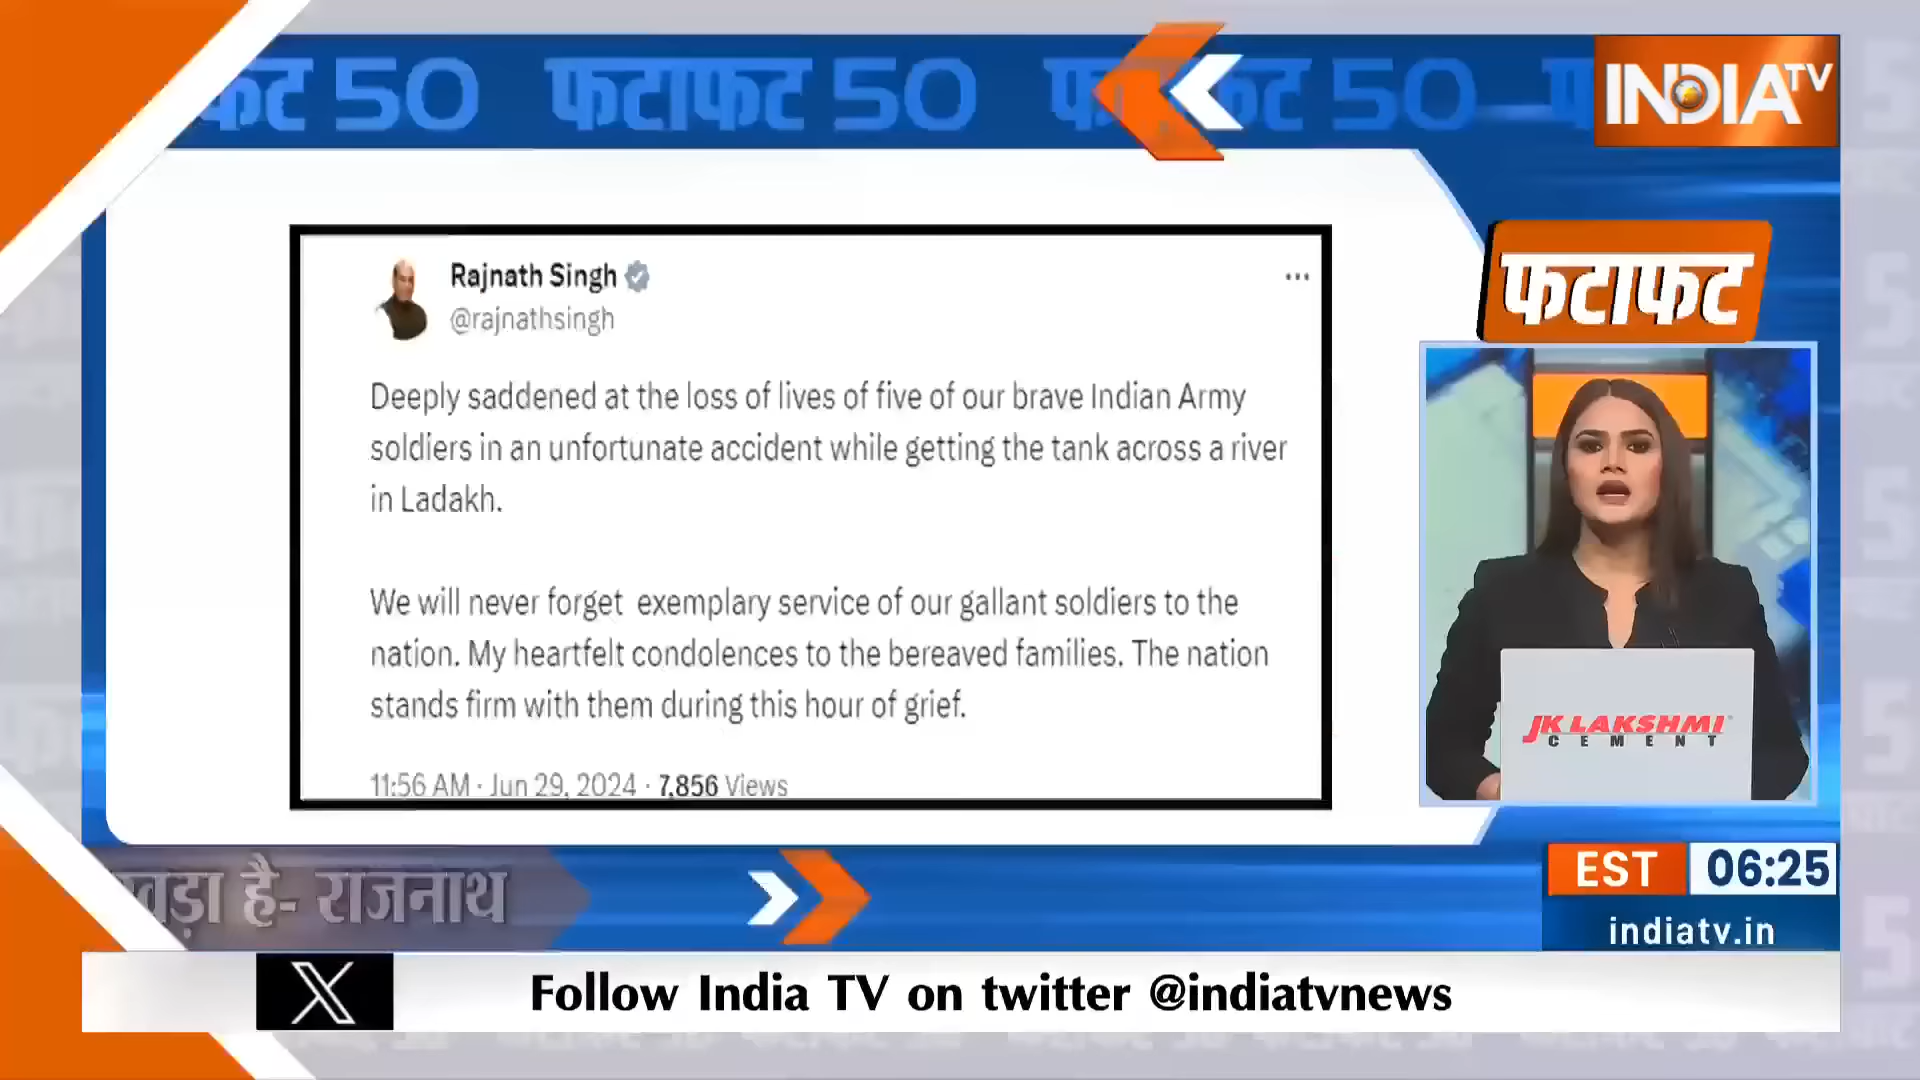 फटाफट 50
INDIA TV
फटाफट
Rajnath Singh
@rajnathsingh
Deeply saddened at the loss of lives of five of our brave Indian Army
soldiers in an unfortunate accident while getting the tank across a river
in Ladakh.
We will never forget exemplary service of our gallant soldiers to the
nation. My heartfelt condolences to the bereaved families. The nation
stands firm with them during this hour of grief.
11:56 AM · Jun 29, 2024 · 7,856 Views
JK LAKSHMI
CEMENT
खड़ा है- राजनाथ
EST 06:25
indiatv.in
X Follow India TV on twitter @indiatvnews